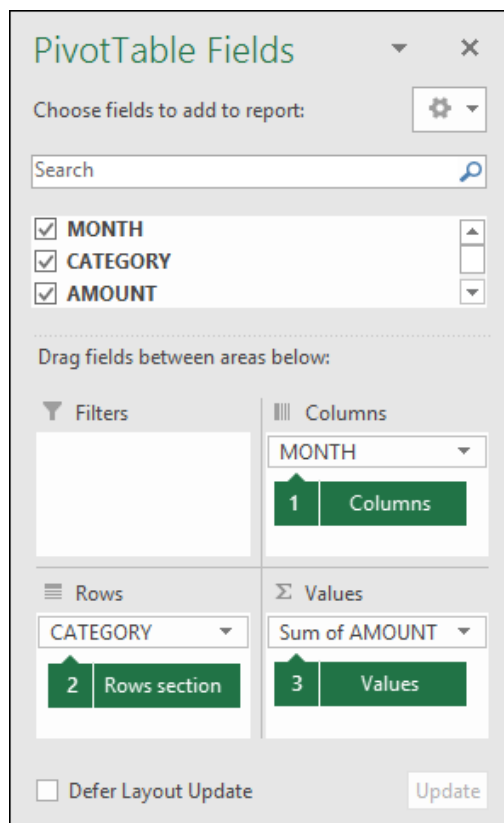 PivotTable Fields
Choose fields to add to report:
Search
MONTH
CATEGORY
AMOUNT
Drag fields between areas below:
Filters
Columns
MONTH
1 Columns
Rows
Values
CATEGORY
Sum of AMOUNT
2 Rows section
3 Values
Defer Layout Update
Update